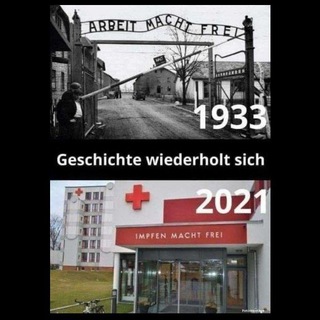 ARBEIT MACHT FREI
1933
Geschichte wiederholt sich
2021
IMPFEN MACHT FREI